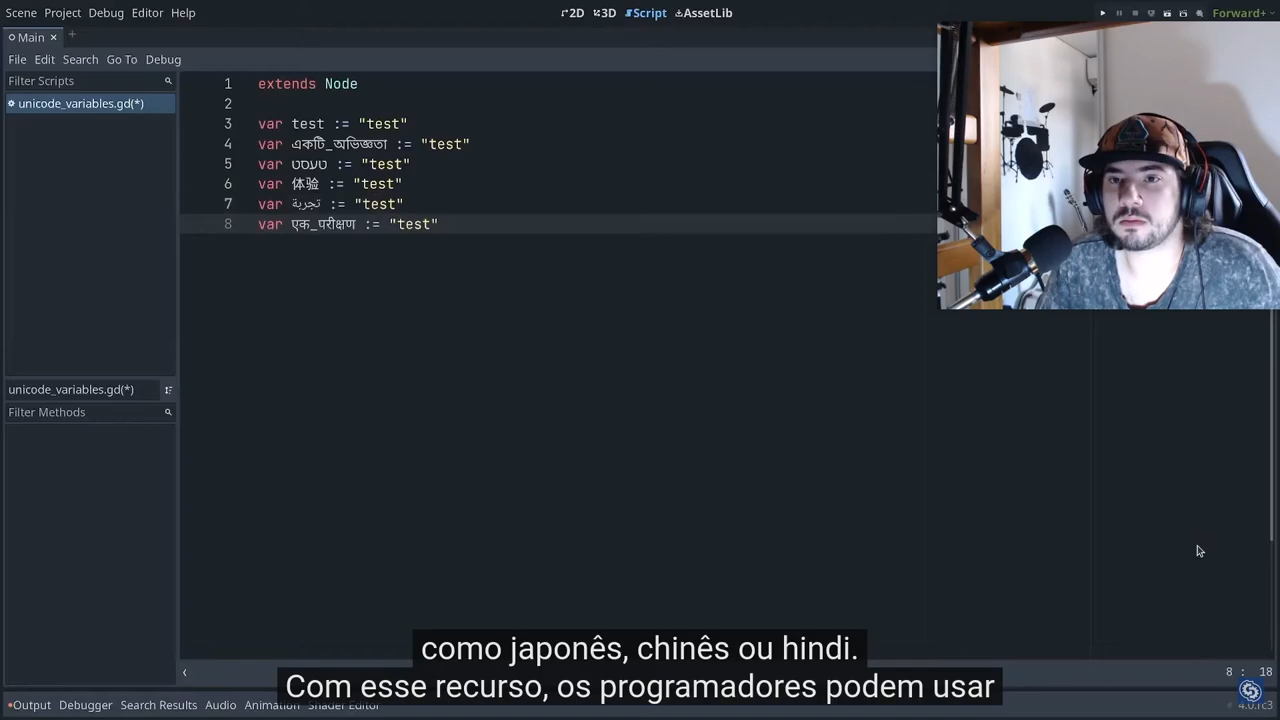 Scene Project Debug Editor Help
2D 3D Script AssetLib
Forward+
Main
File Edit Search Go To Debug
Filter Scripts
unicode_variables.gd(*)
unicode_variables.gd(*)
Filter Methods
1 extends Node
2
3 var test := "test"
4 var একটি_অভিজ্ঞতা := "test"
5 var טעסט := "test"
6 var 体验 := "test"
7 var تجربة := "test"
8 var एक_परीक्षण := "test"
8 : 18
como japonês, chinês ou hindi.
Com esse recurso, os programadores podem usar
Output Debugger Search Results Audio Animation Shader Editor
4.0.rc3